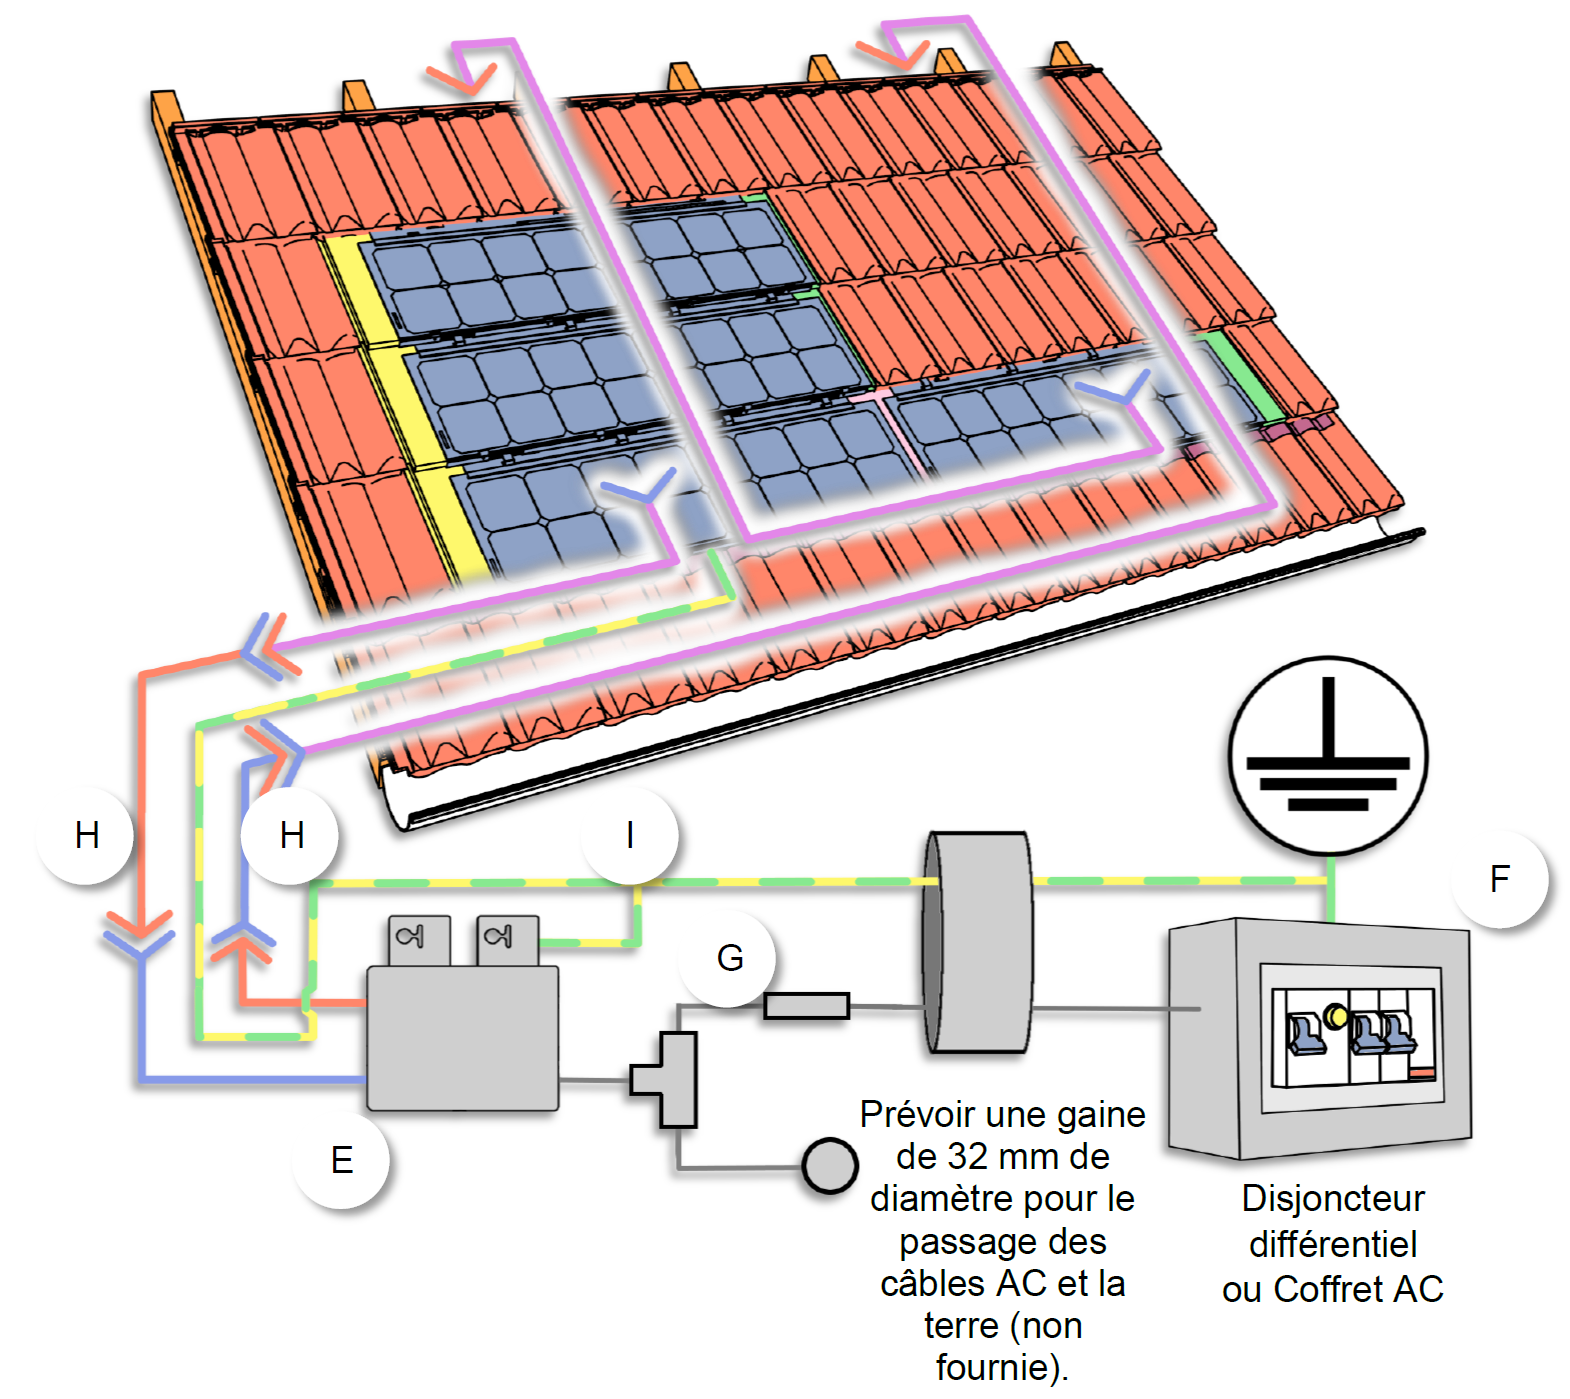 H
H
I
F
G
E
Prévoir une gaine
de 32 mm de
diamètre pour le
passage des
câbles AC et la
terre (non
fournie).
Disjoncteur
différentiel
ou Coffret AC